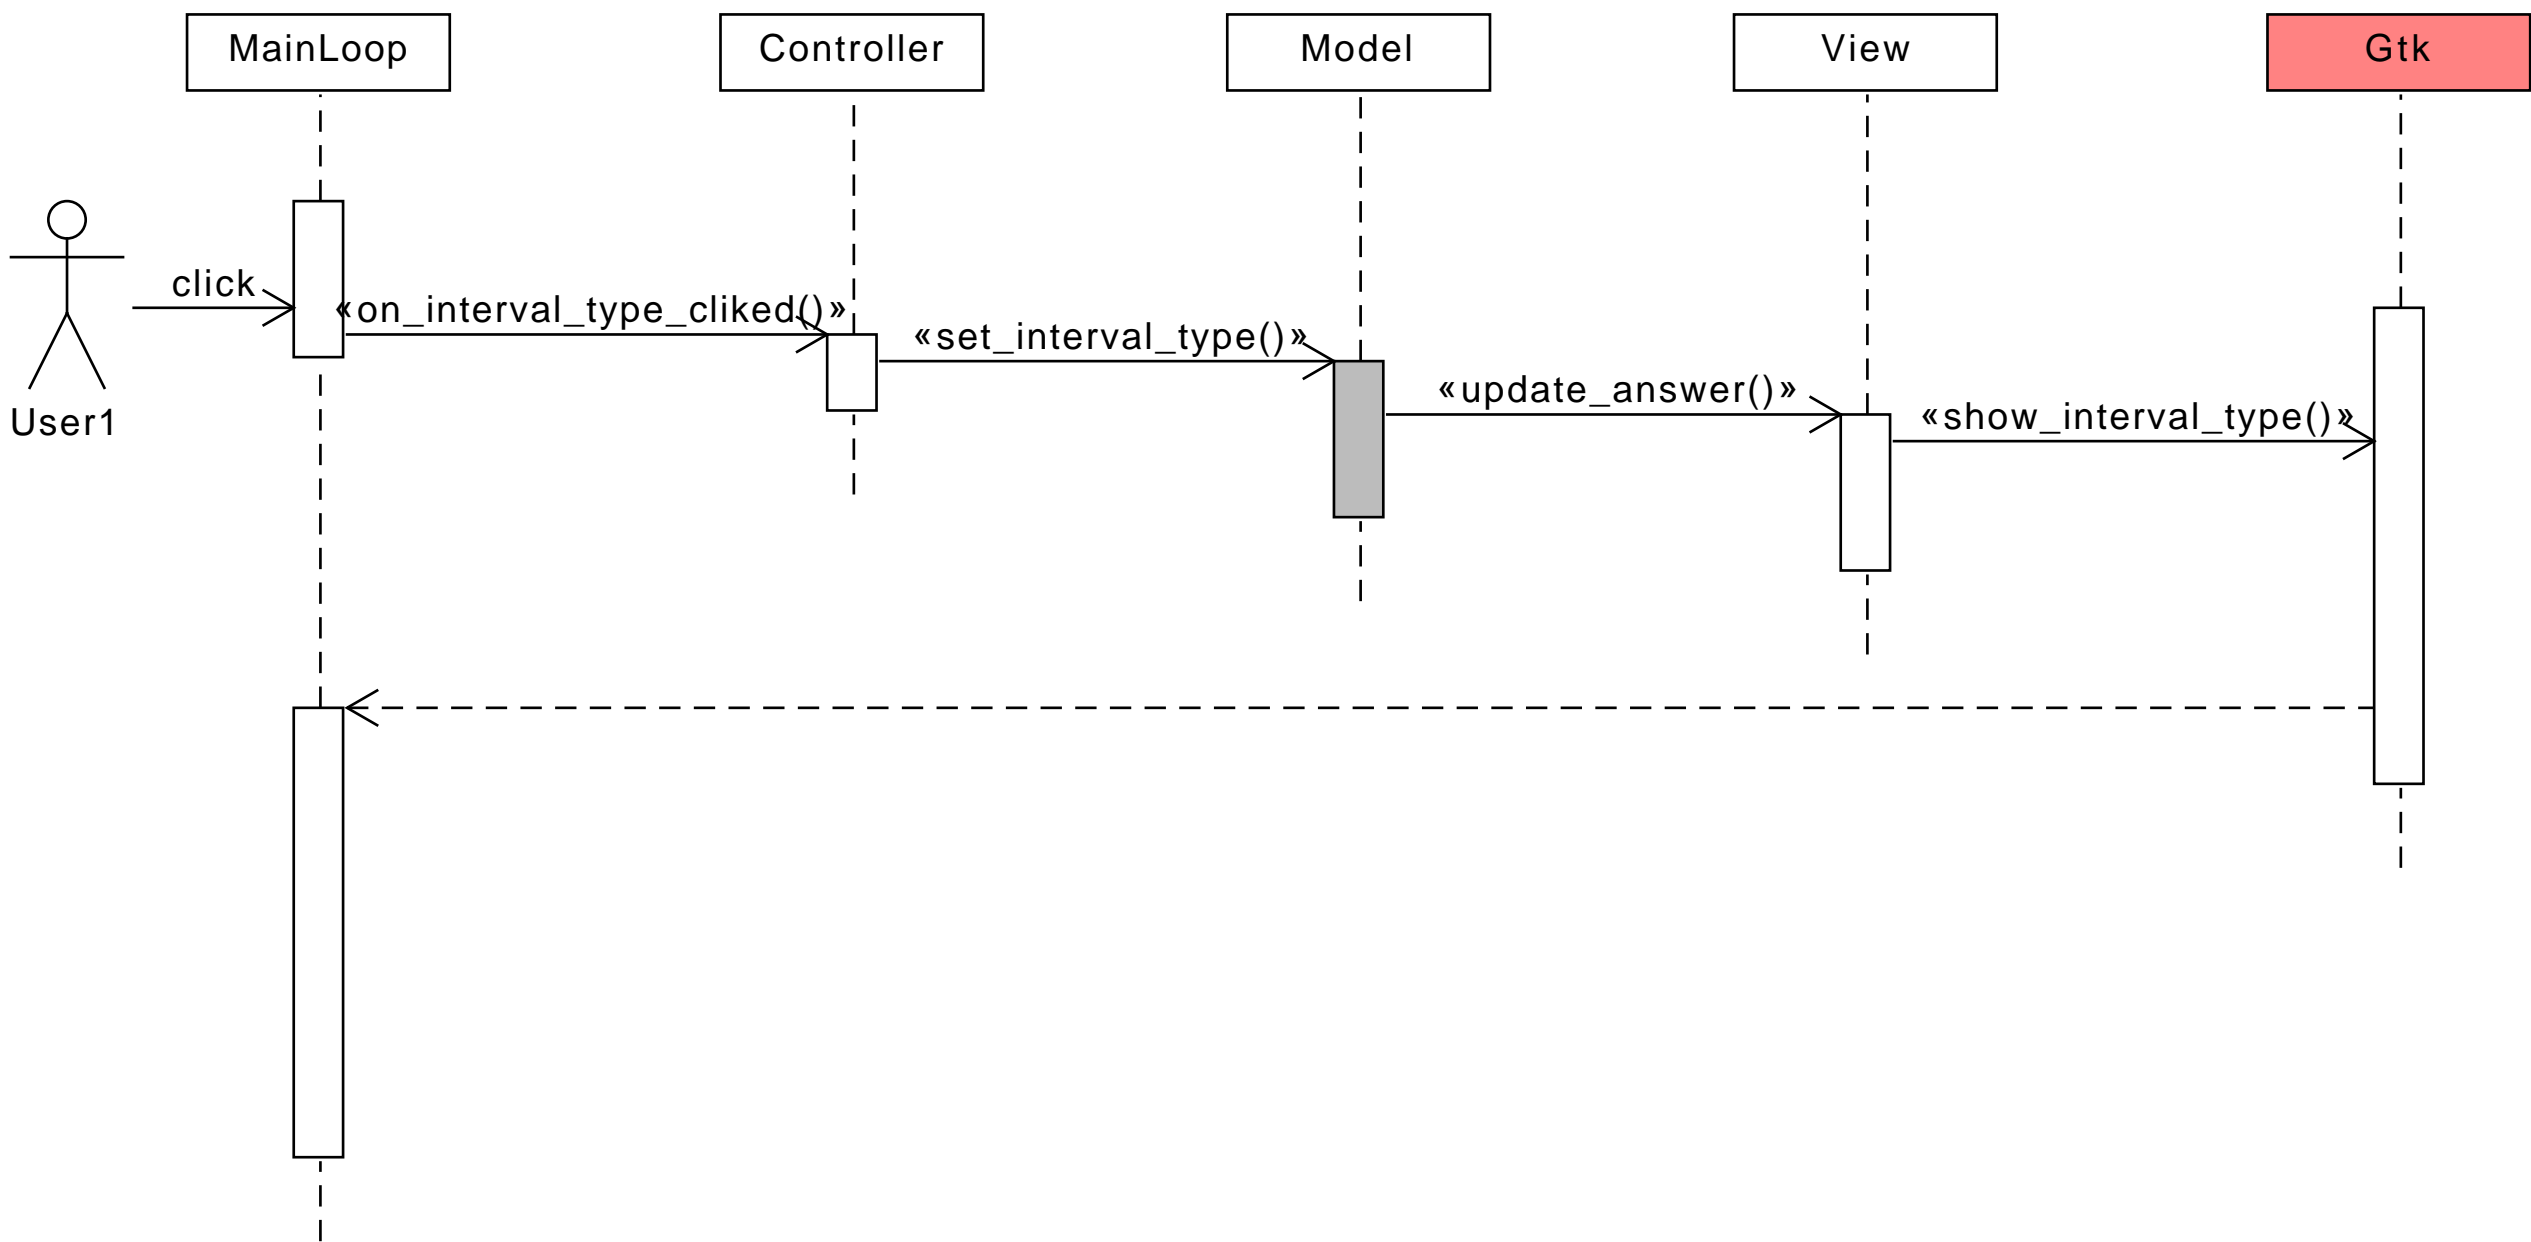 MainLoop
Controller
Model
View
Gtk
click
«on_interval_type_cliked()»
«set_interval_type()»
«update_answer()»
«show_interval_type()»
User1